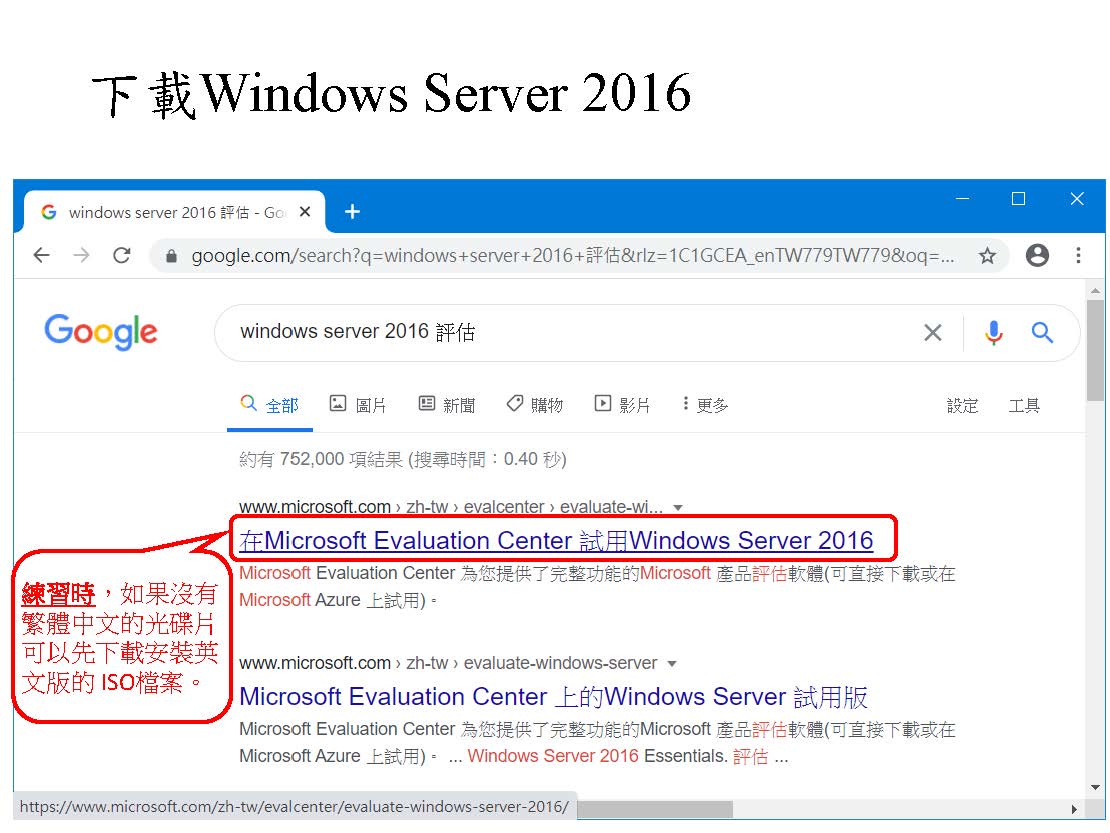 下載Windows Server 2016
windows server 2016 評估 - Go
google.com/search?q=windows+server+2016+評估&rlz=1C1GCEA_enTW779TW779&oq=...
Google
windows server 2016 評估
全部 圖片 新聞 購物 影片 更多 設定 工具
約有 752,000 項結果 (搜尋時間：0.40 秒)
www.microsoft.com › zh-tw › evalcenter › evaluate-wi...
在Microsoft Evaluation Center 試用Windows Server 2016
Microsoft Evaluation Center 為您提供了完整功能的Microsoft 產品評估軟體(可直接下載或在
Microsoft Azure 上試用)。
練習時，如果沒有
繁體中文的光碟片
可以先下載安裝英
文版的 ISO檔案。
www.microsoft.com › zh-tw › evaluate-windows-server
Microsoft Evaluation Center 上的Windows Server 試用版
Microsoft Evaluation Center 為您提供了完整功能的Microsoft 產品評估軟體(可直接下載或在
Microsoft Azure 上試用)。 ... Windows Server 2016 Essentials. 評估 ...
https://www.microsoft.com/zh-tw/evalcenter/evaluate-windows-server-2016/